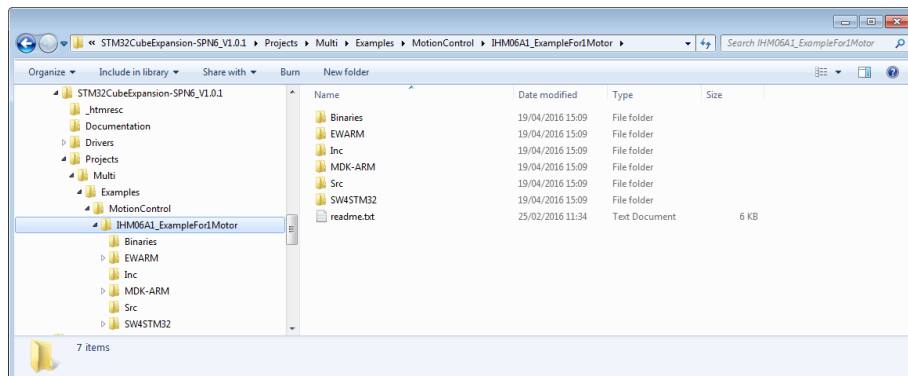 « STM32CubeExpansion-SPN6_V1.0.1 Projects Multi Examples MotionControl IHM06A1_ExampleFor1Motor Search IHM06A1_ExampleFor1Motor
Organize Include in library Share with Burn New folder
STM32CubeExpansion-SPN6_V1.0.1
_htmresc
Documentation
Drivers
Projects
Multi
Examples
MotionControl
IHM06A1_ExampleFor1Motor
Binaries
EWARM
Inc
MDK-ARM
Src
SW4STM32
Name Date modified Type Size
Binaries 19/04/2016 15:09 File folder
EWARM 19/04/2016 15:09 File folder
Inc 19/04/2016 15:09 File folder
MDK-ARM 19/04/2016 15:09 File folder
Src 19/04/2016 15:09 File folder
SW4STM32 19/04/2016 15:09 File folder
readme.txt 25/02/2016 11:34 Text Document 6 KB
7 items